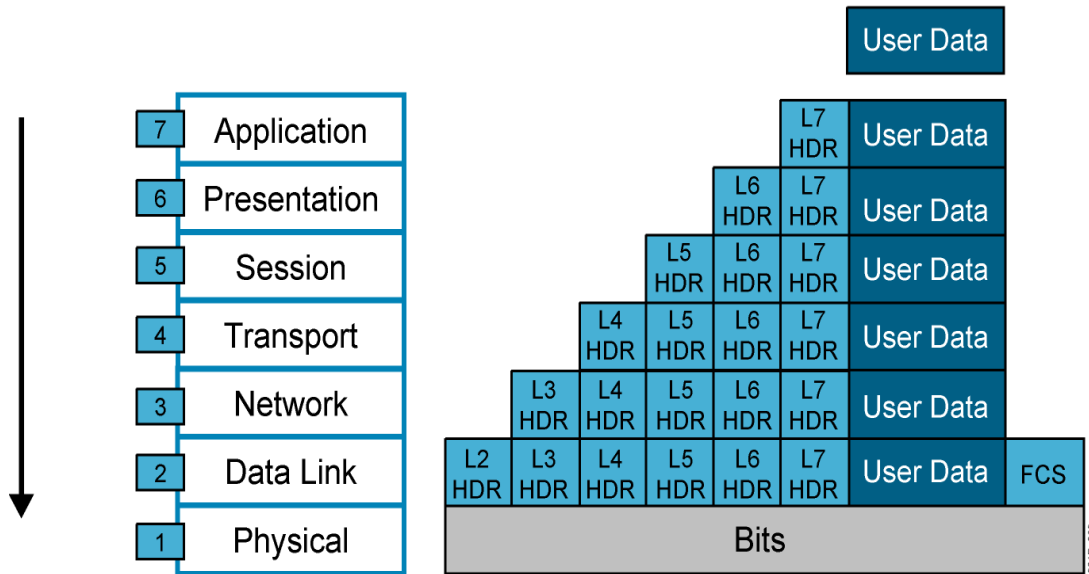 User Data
7 Application
L7 HDR User Data
6 Presentation
L6 HDR L7 HDR User Data
5 Session
L5 HDR L6 HDR L7 HDR User Data
4 Transport
L4 HDR L5 HDR L6 HDR L7 HDR User Data
3 Network
L3 HDR L4 HDR L5 HDR L6 HDR L7 HDR User Data
2 Data Link
L2 HDR L3 HDR L4 HDR L5 HDR L6 HDR L7 HDR User Data FCS
1 Physical
Bits